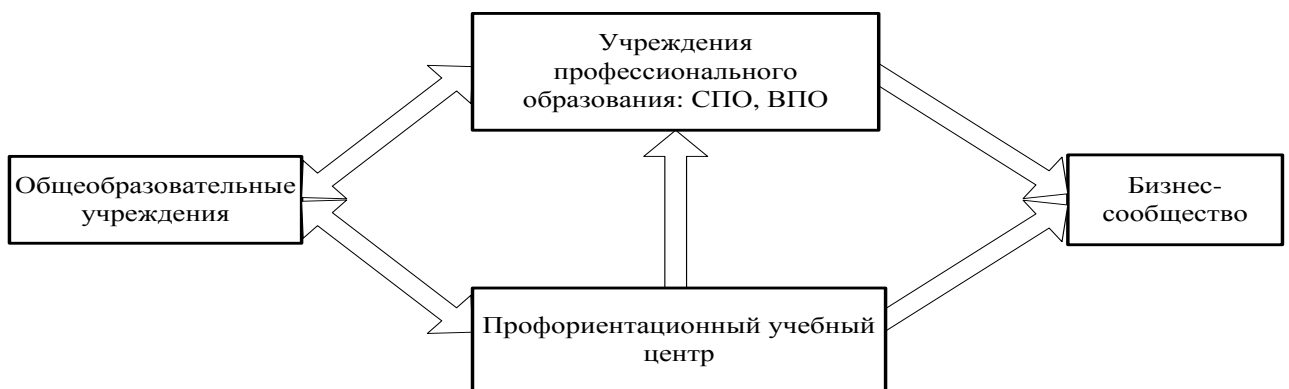 Учреждения
профессионального
образования: СПО, ВПО
Общеобразовательные
учреждения
Бизнес-
сообщество
Профориентационный учебный
центр